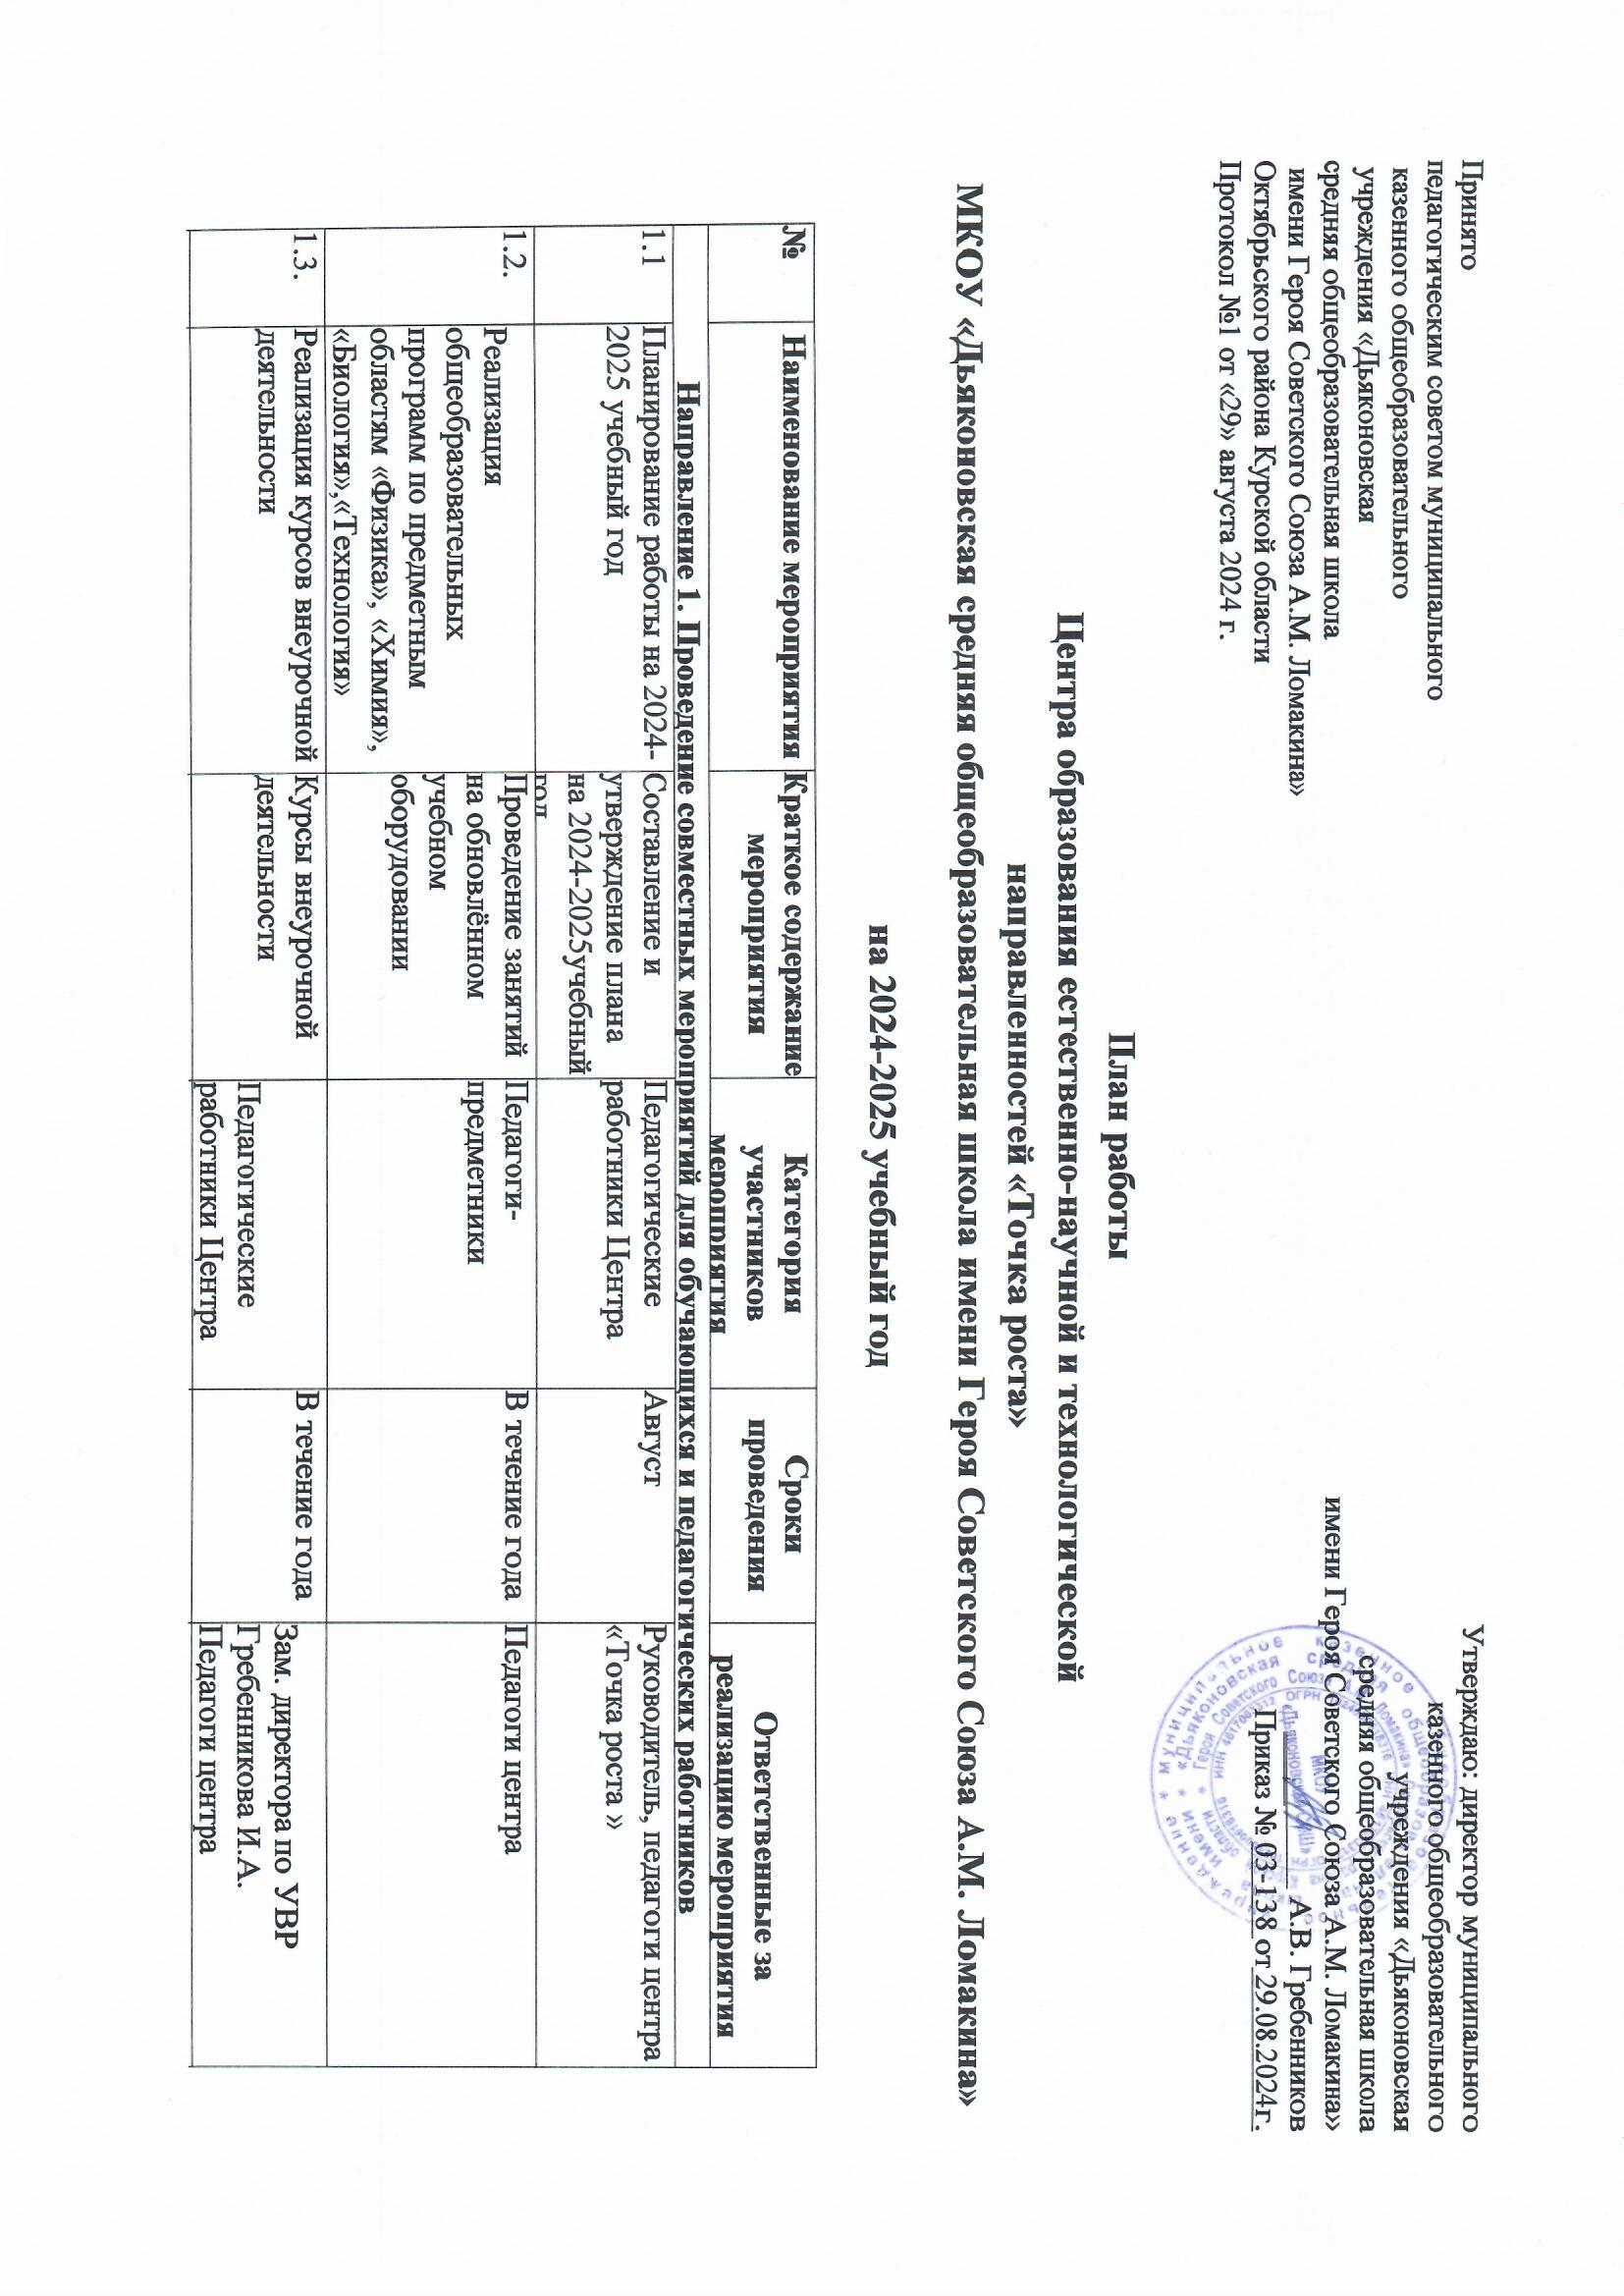 Принято
педагогическим советом муниципального
казенного общеобразовательного
учреждения «Дьяконовская
средняя общеобразовательная школа
имени Героя Советского Союза А.М. Ломакина»
Октябрьского района Курской области
Протокол №1 от «29» августа 2024 г.
Утверждаю: директор муниципального
казенного общеобразовательного
учреждения «Дьяконовская
средняя общеобразовательная школа
имени Героя Советского Союза А.М. Ломакина»
А.В. Гребенников
Приказ № 03-138 от 29.08.2024г.
План работы
Центра образования естественно-научной и технологической
направленностей «Точка роста»
МКОУ «Дьяконовская средняя общеобразовательная школа имени Героя Советского Союза А.М. Ломакина»
на 2024-2025 учебный год
№
Наименование мероприятия
Краткое содержание
мероприятия
Категория
участников
мероприятия
Сроки
проведения
Ответственные за
реализацию мероприятия
Направление 1. Проведение совместных мероприятий для обучающихся и педагогических работников
1.1
Планирование работы на 2024-
2025 учебный год
Составление и
утверждение плана
на 2024-2025учебный
год
Педагогические
работники Центра
Август
Руководитель, педагоги центра
«Точка роста »
1.2.
Реализация
общеобразовательных
программ по предметным
областям «Физика», «Химия»,
«Биология»,«Технология»
Проведение занятий
на обновлённом
учебном
оборудовании
Педагоги-
предметники
В течение года
Педагоги центра
1.3.
Реализация курсов внеурочной
деятельности
Курсы внеурочной
деятельности
Педагогические
работники Центра
В течение года
Зам. директора по УВР
Гребенникова И.А.
Педагоги центра